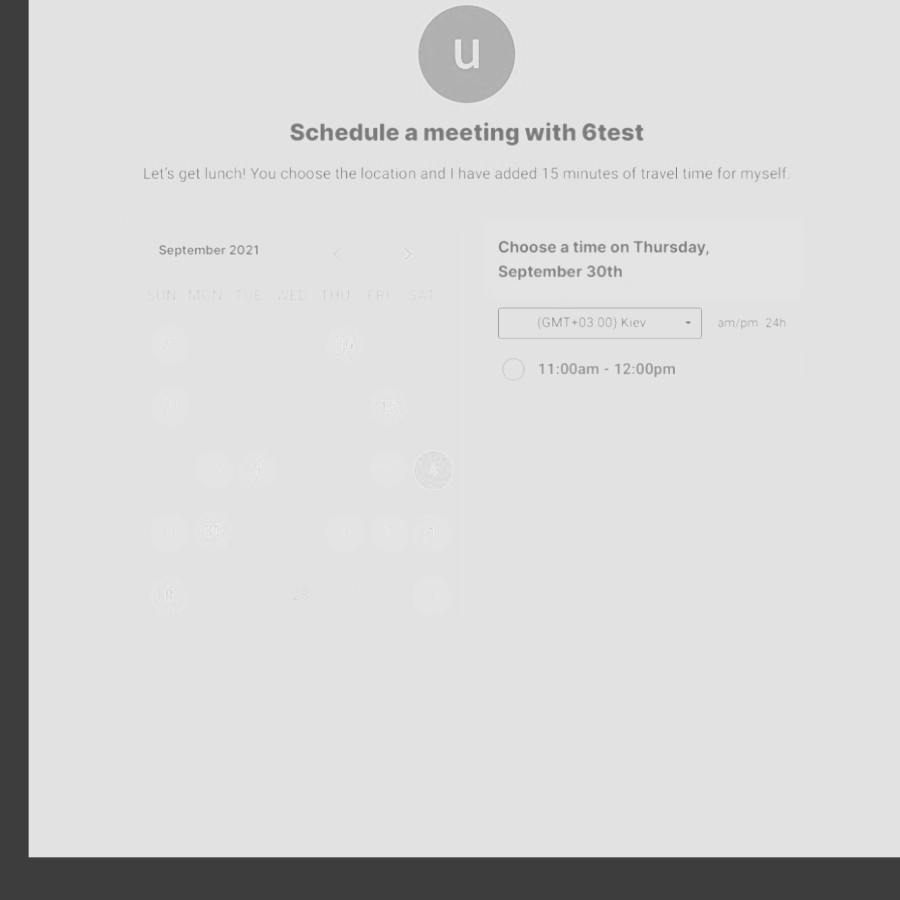 u
Schedule a meeting with 6test
Let's get lunch! You choose the location and I have added 15 minutes of travel time for myself.
September 2021
SUN MON TUE WED THU FRI SAT
28
Choose a time on Thursday,
September 30th
(GMT+03:00) Kiev
am/pm 24h
11:00am - 12:00pm